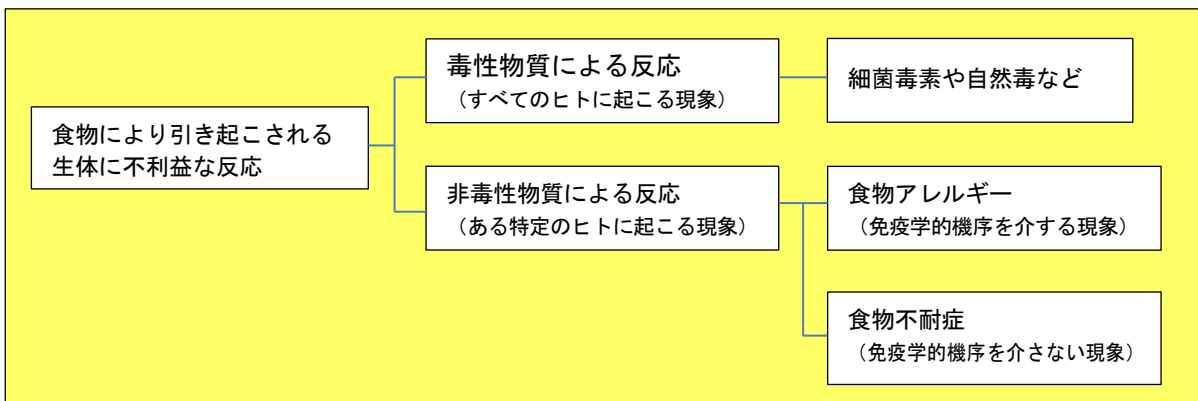 食物により引き起こされる
生体に不利益な反応
毒性物質による反応
（すべてのヒトに起こる現象）
細菌毒素や自然毒など
非毒性物質による反応
（ある特定のヒトに起こる現象）
食物アレルギー
（免疫学的機序を介する現象）
食物不耐症
（免疫学的機序を介さない現象）